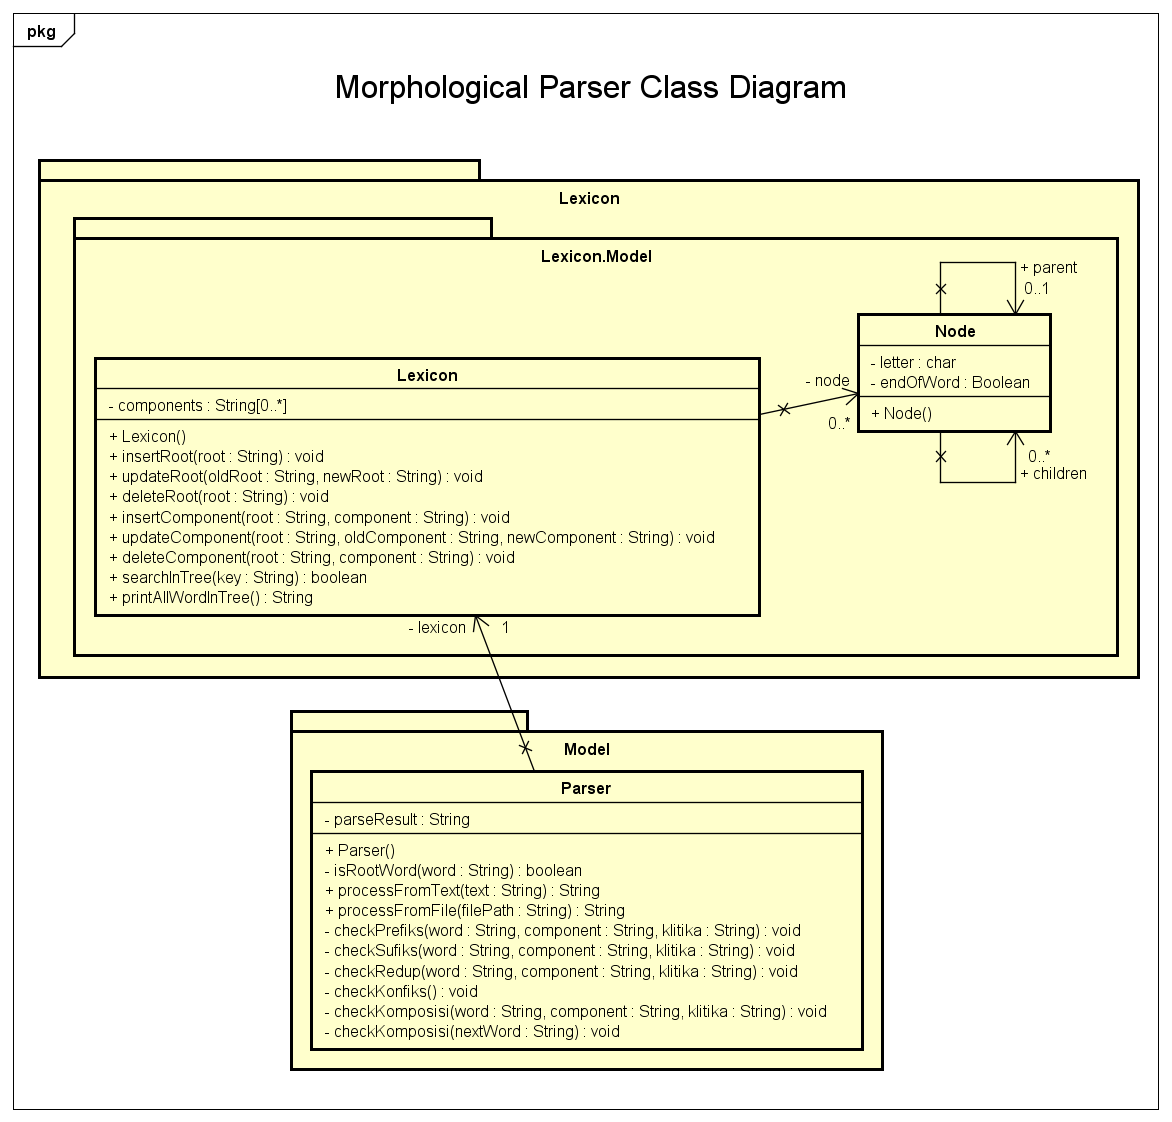 pkg
Morphological Parser Class Diagram
Lexicon
Lexicon.Model
+ parent
0..1
Node
- letter : char
- endOfWord : Boolean
+ Node()
- node
0..*
0..*
+ children
Lexicon
- components : String[0..*]
+ Lexicon()
+ insertRoot(root : String) : void
+ updateRoot(oldRoot : String, newRoot : String) : void
+ deleteRoot(root : String) : void
+ insertComponent(root : String, component : String) : void
+ updateComponent(root : String, oldComponent : String, newComponent : String) : void
+ deleteComponent(root : String, component : String) : void
+ searchInTree(key : String) : boolean
+ printAllWordInTree() : String
- lexicon 1
Model
Parser
- parseResult : String
+ Parser()
- isRootWord(word : String) : boolean
+ processFromText(text : String) : String
+ processFromFile(filePath : String) : String
- checkPrefiks(word : String, component : String, klitika : String) : void
- checkSufiks(word : String, component : String, klitika : String) : void
- checkRedup(word : String, component : String, klitika : String) : void
- checkKonfiks() : void
- checkKomposisi(word : String, component : String, klitika : String) : void
- checkKomposisi(nextWord : String) : void